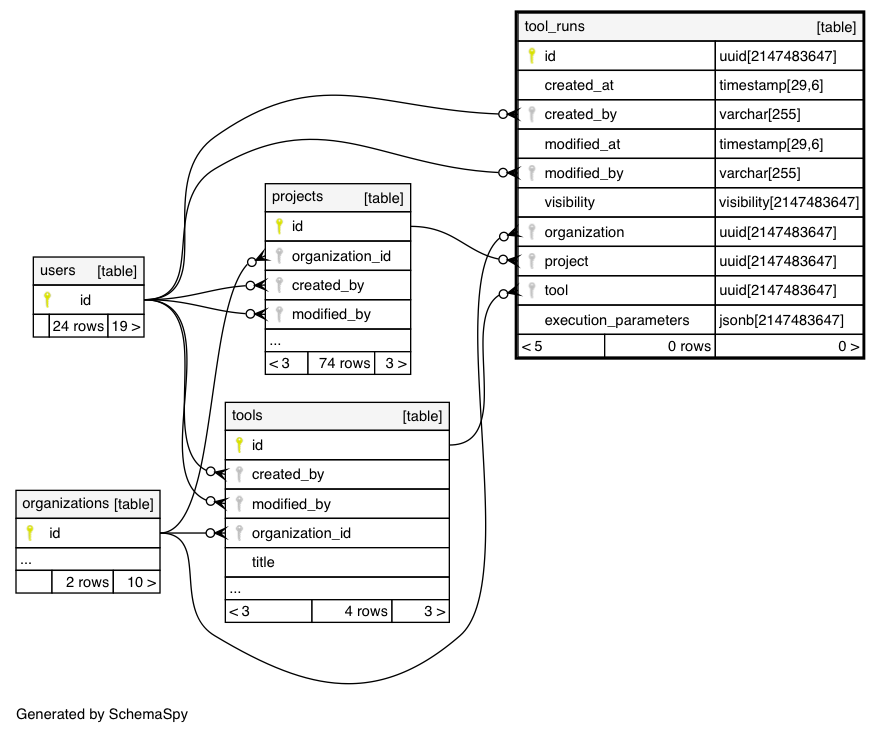 tool_runs [table]
id uuid[2147483647]
created_at timestamp[29,6]
created_by varchar[255]
modified_at timestamp[29,6]
modified_by varchar[255]
visibility visibility[2147483647]
organization uuid[2147483647]
project uuid[2147483647]
tool uuid[2147483647]
execution_parameters jsonb[2147483647]
< 5 0 rows 0 >
projects [table]
id
organization_id
created_by
modified_by
...
< 3 74 rows 3 >
users [table]
id
24 rows 19 >
tools [table]
id
created_by
modified_by
organization_id
title
...
< 3 4 rows 3 >
organizations [table]
id
...
2 rows 10 >
Generated by SchemaSpy